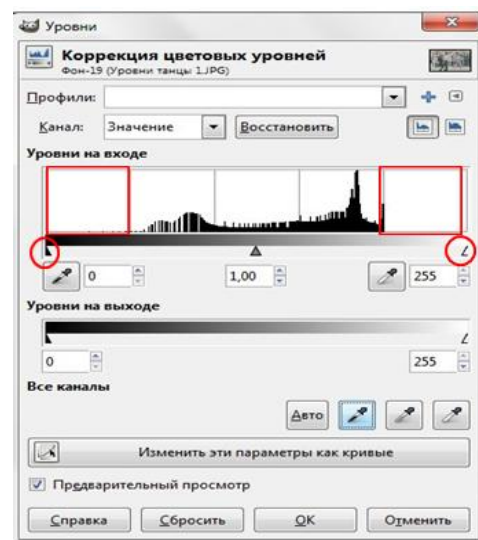 Уровни
Коррекция цветовых уровней
Фон-19 (Уровни танцы 1.JPG)
Профили:
Канал: Значение Восстановить
Уровни на входе
0 1,00 255
Уровни на выходе
0 255
Все каналы
Авто
Изменить эти параметры как кривые
Предварительный просмотр
Справка Сбросить OK Отменить